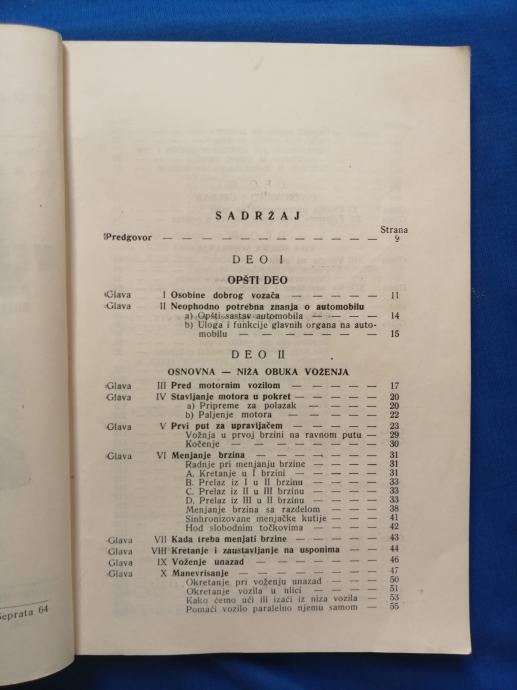 SADRŽAJ
Strana
Predgovor — — — — — — — — — — — 9
DEO I
OPŠTI DEO
Glava I Osobine dobrog vozača — — — — — 11
Glava II Neophodno potrebna znanja o automobilu
a) Opšti sastav automobila — — — — 14
b) Uloga i funkcije glavnih organa na auto-
mobilu — — — — — — — — 15
DEO II
OSNOVNA — NIŽA OBUKA VOŽENJA
Glava III Pred motornim vozilom — — — — — 17
Glava IV Stavljanje motora u pokret — — — — 20
a) Pripreme za polazak — — — — — 20
b) Paljenje motora — — — — — — 22
Glava V Prvi put za upravljačem — — — — — 23
Vožnja u prvoj brzini na ravnom putu — 29
Kočenje — — — — — — — — 30
Glava VI Menjanje brzina — — — — — — — 31
Radnje pri menjanju brzine — — — — 31
A. Kretanje u I brzini — — — — — 31
B. Prelaz iz I u II brzinu — — — — 33
C. Prelaz iz II u III brzinu — — — — 33
D. Prelaz iz III u II brzinu — — — — 33
Menjanje brzina sa razdelom — — — 38
Sinhronizovane menjačke kutije — — — 41
Hod slobodnim točkovima — — — — 42
Glava VII Kada treba menjati brzine — — — — 43
Glava VIII Kretanje i zaustavljanje na usponima — — 44
Glava IX Voženje unazad — — — — — — — 46
Glava X Manevrisanje — — — — — — — — 47
Okretanje pri voženju unazad — — — 50
Okretanje vozila u ulici — — — — — 51
Kako ćemo ući ili izaći iz niza vozila — 53
Pomaći vozilo paralelno njemu samom — 55
Seprata 64